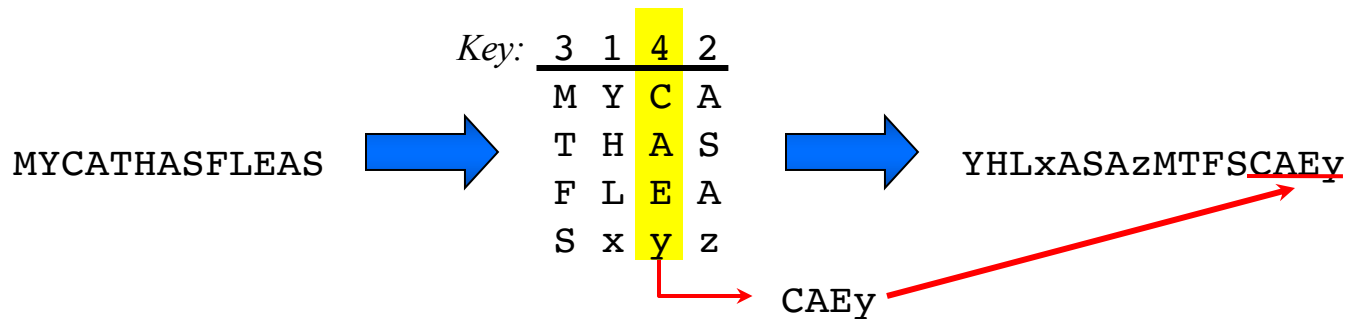 Key: 3 1 4 2
M Y C A
T H A S
F L E A
S x y z
MYCATHASFLEAS
YHLxASAzMTFSCAEy
CAEy